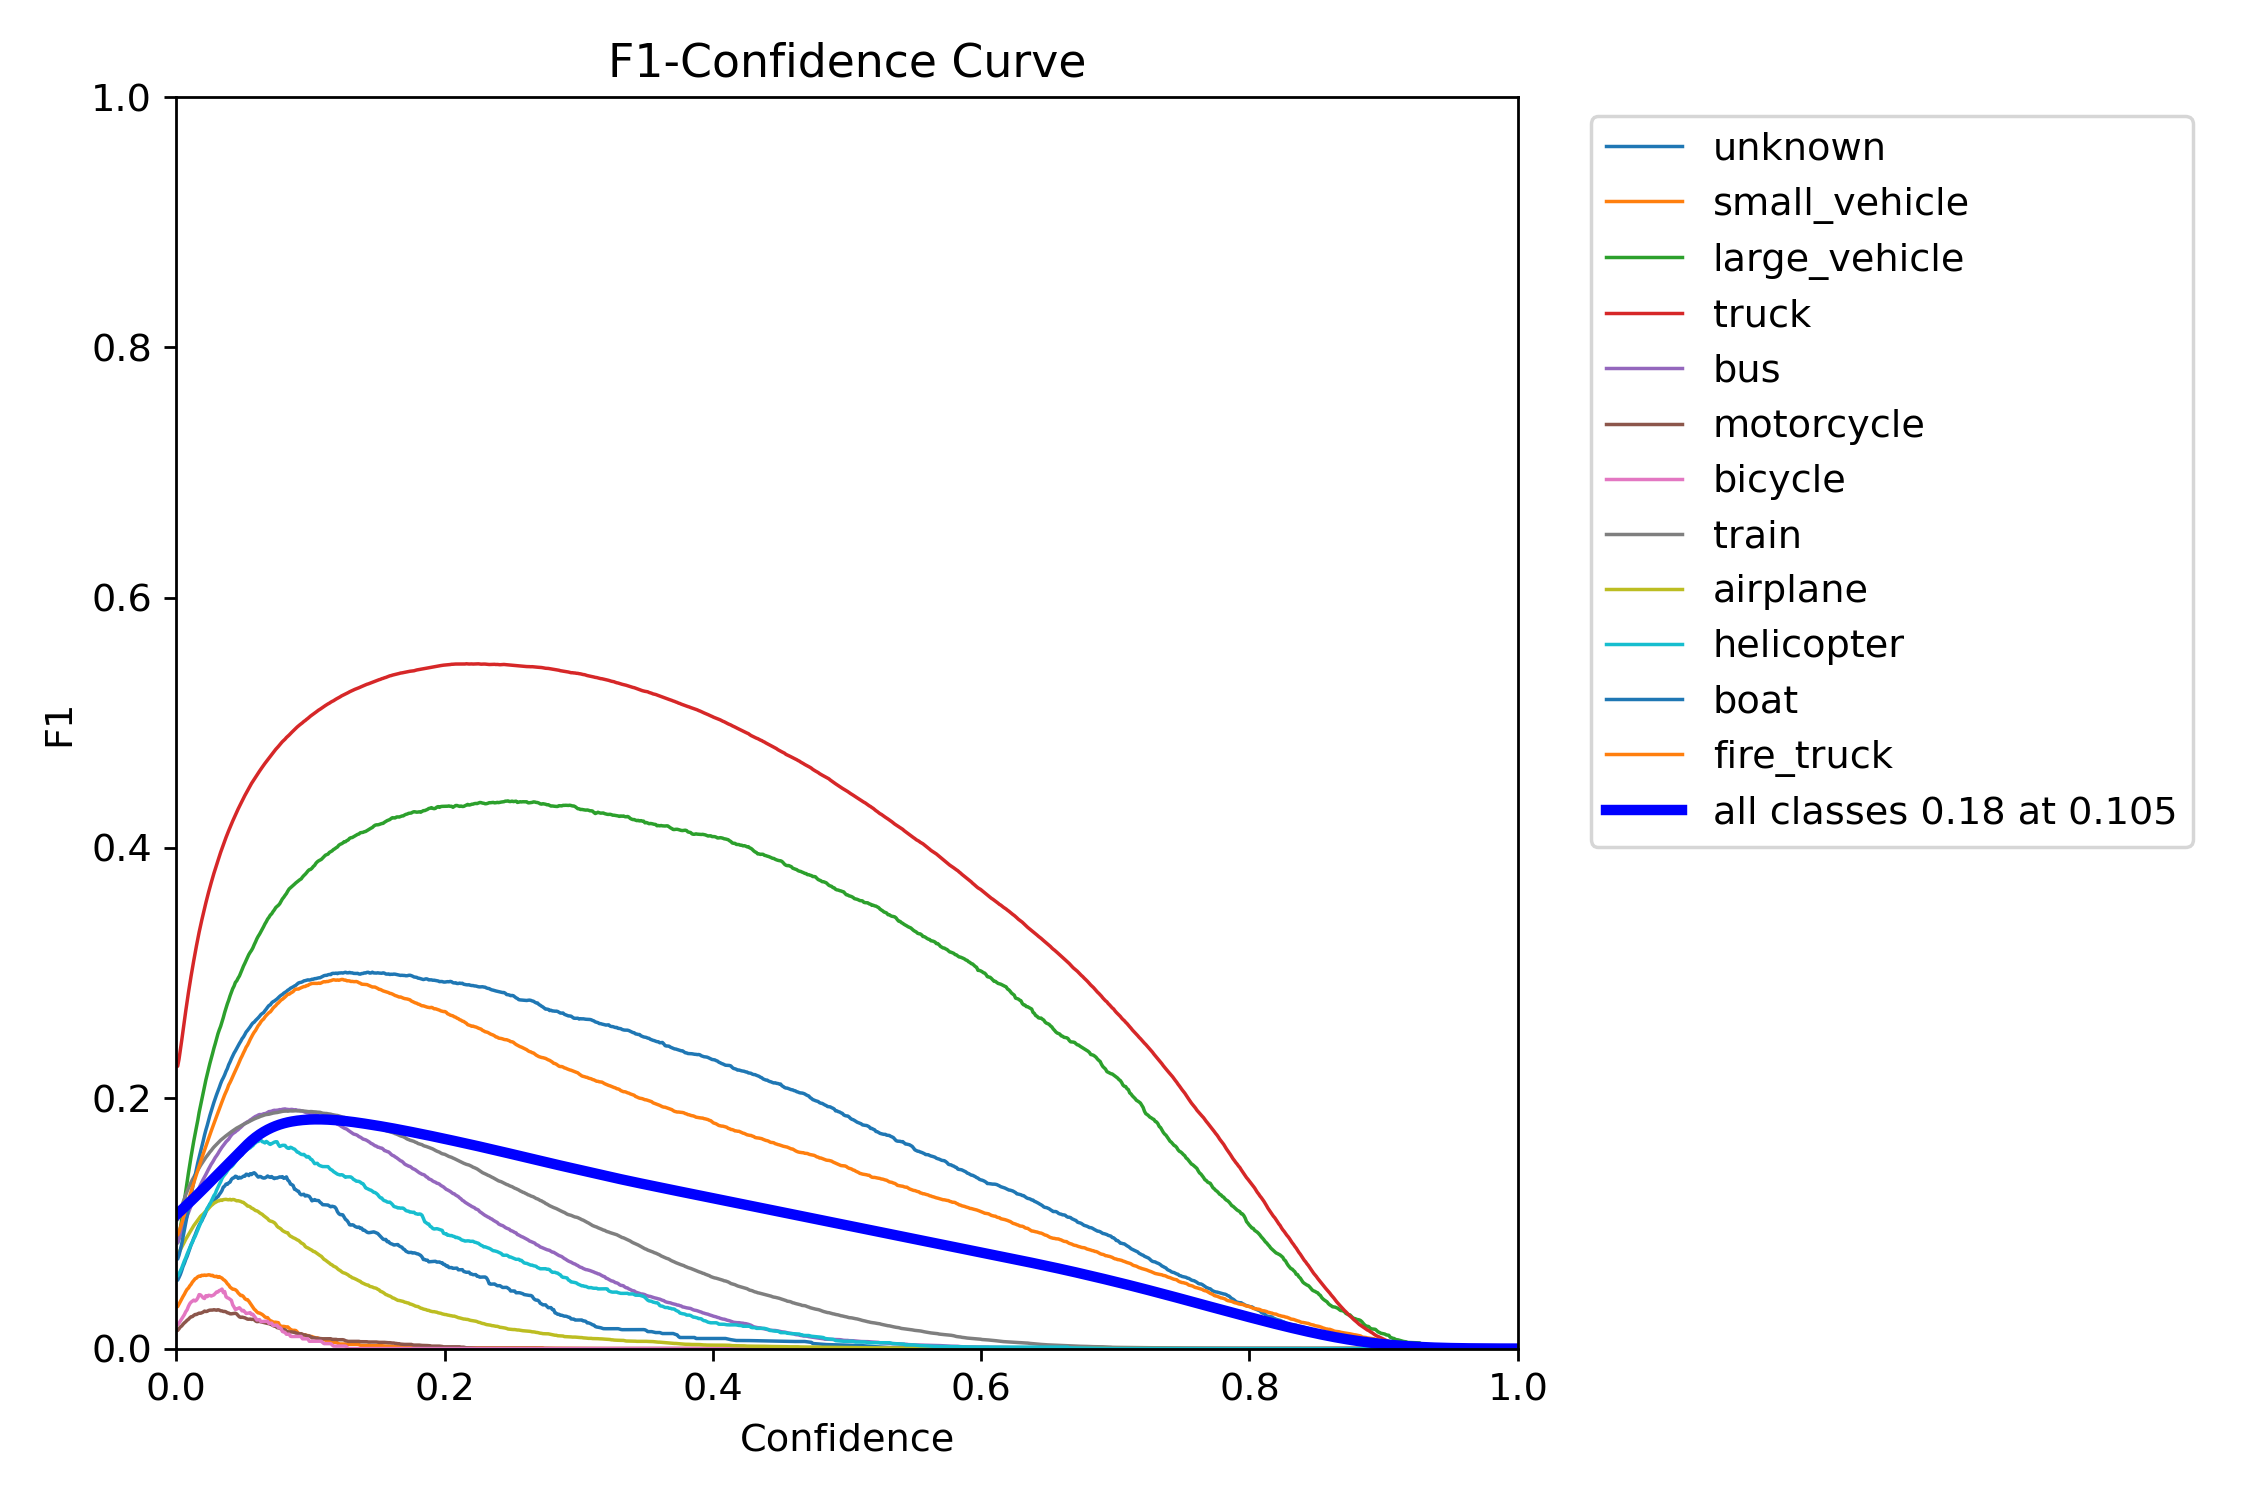 F1-Confidence Curve
1.0
0.8
0.6
0.4
0.2
0.0
F1
0.0 0.2 0.4 0.6 0.8 1.0
Confidence
unknown
small_vehicle
large_vehicle
truck
bus
motorcycle
bicycle
train
airplane
helicopter
boat
fire_truck
all classes 0.18 at 0.105